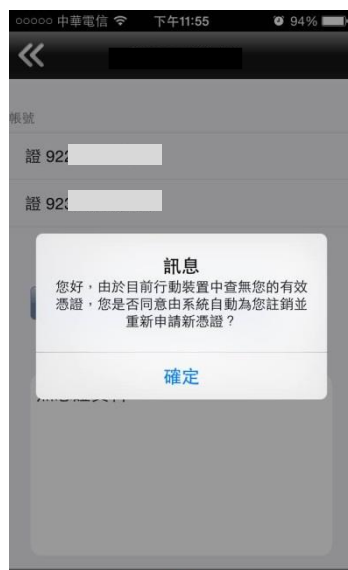 中華電信 下午11:55 94%
帳號
證 922
證 923
訊息
您好，由於目前行動裝置中查無您的有效
憑證，您是否同意由系統自動為您註銷並
重新申請新憑證？
確定